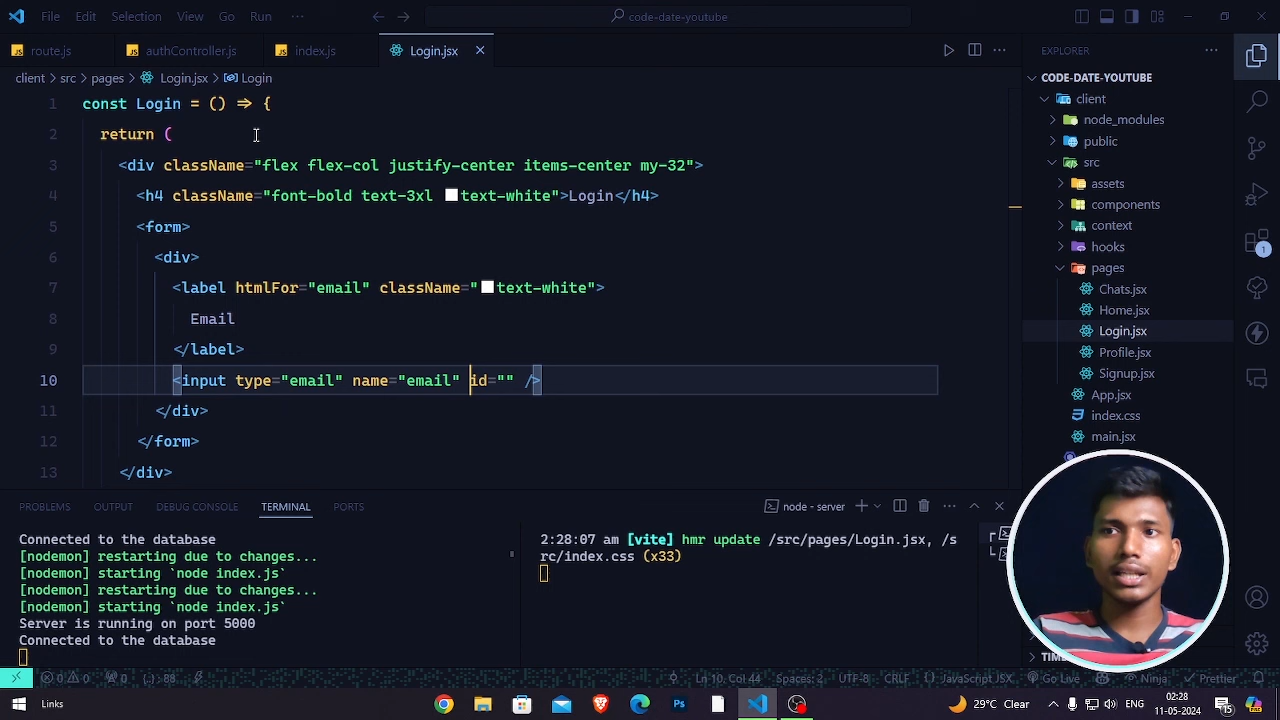 File Edit Selection View Go Run ··· code-date-youtube
route.js authController.js index.js Login.jsx
client > src > pages > Login.jsx > Login
1 const Login = () => {
2 return (
3 <div className="flex flex-col justify-center items-center my-32">
4 <h4 className="font-bold text-3xl text-white">Login</h4>
5 <form>
6 <div>
7 <label htmlFor="email" className="text-white">
8 Email
9 </label>
10 <input type="email" name="email" id="" />
11 </div>
12 </form>
13 </div>
EXPLORER
CODE-DATE-YOUTUBE
client
node_modules
public
src
assets
components
context
hooks
pages
Chats.jsx
Home.jsx
Login.jsx
Profile.jsx
Signup.jsx
App.jsx
index.css
main.jsx
1
PROBLEMS OUTPUT DEBUG CONSOLE TERMINAL PORTS node - server
Connected to the database
[nodemon] restarting due to changes...
[nodemon] starting `node index.js`
[nodemon] restarting due to changes...
[nodemon] starting `node index.js`
Server is running on port 5000
Connected to the database
2:28:07 am [vite] hmr update /src/pages/Login.jsx, /s
rc/index.css (x33)
0 0 0 {..}: 88 Ln 10, Col 44 Spaces: 2 UTF-8 CRLF {} JavaScript JSX Go Live Ninja Prettier
Links 29°C Clear 02:28
11-05-2024